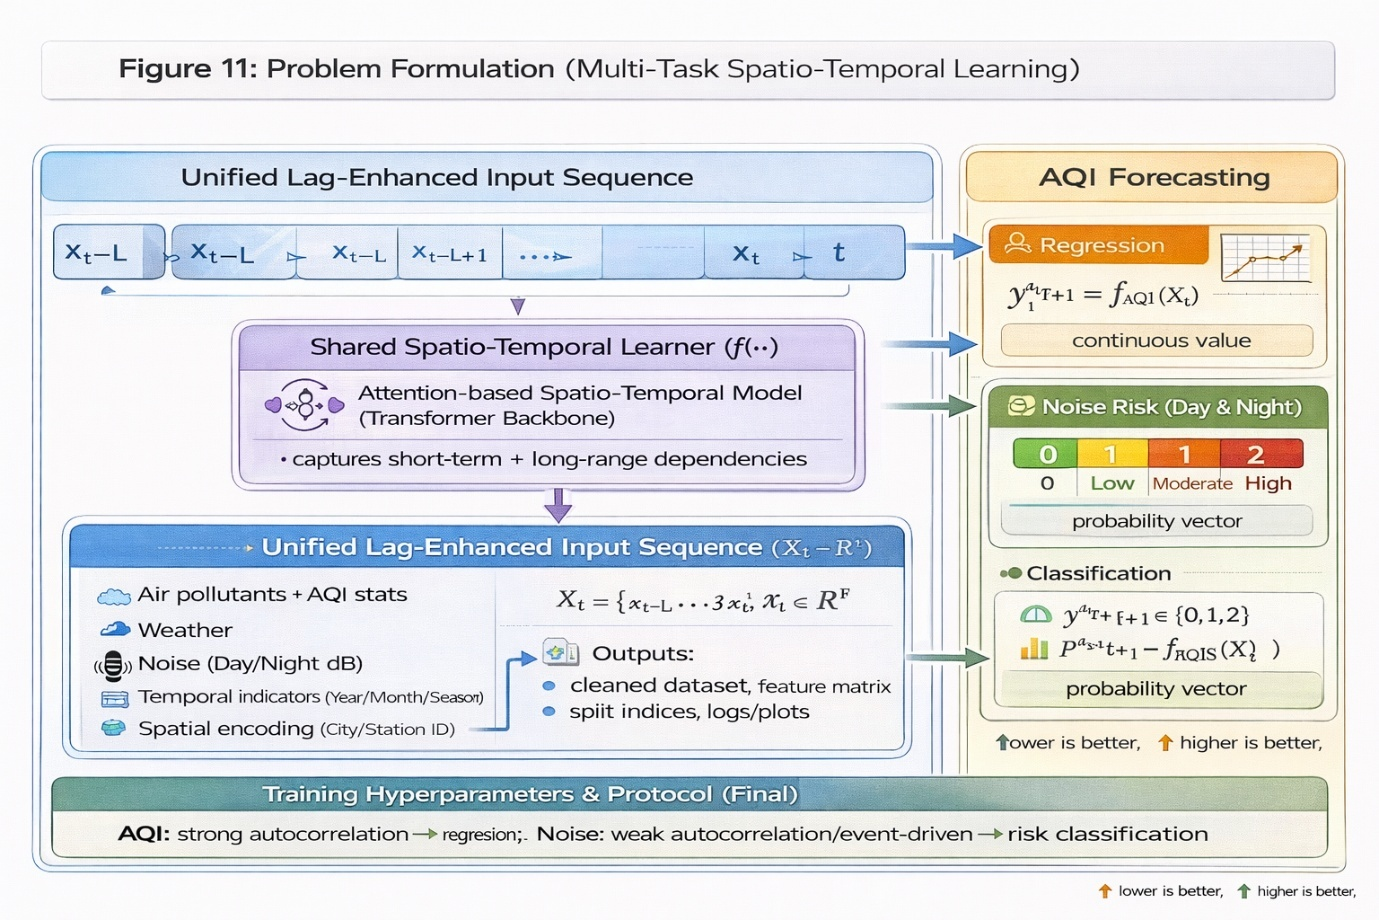 Figure 11: Problem Formulation (Multi-Task Spatio-Temporal Learning)
Unified Lag-Enhanced Input Sequence
x t−L x t−L x t−L x t−L+1 ···· x t t
Shared Spatio-Temporal Learner (f(··)
Attention-based Spatio-Temporal Model
(Transformer Backbone)
• captures short-term + long-range dependencies
Unified Lag-Enhanced Input Sequence (Xt − R¹)
Air pollutants + AQI stats
Weather
Noise (Day/Night dB)
Temporal indicators (Year/Month/Season)
Spatial encoding (City/Station ID)
Xt = {xt−L ··· 3xt, xt ∈ R^F
Outputs:
• cleaned dataset, feature matrix
• spiit indices, logs/plots
AQI Forecasting
Regression
= fAQI(Xt)
continuous value
Noise Risk (Day & Night)
0 1 1 2
0 Low Moderate High
probability vector
Classification
∈ {0,1,2}
probability vector
↑ower is better, ↑ higher is better,
Training Hyperparameters & Protocol (Final)
AQI: strong autocorrelation → regresion;. Noise: weak autocorrelation/event-driven → risk classification
↑ lower is better, ↑ higher is better,